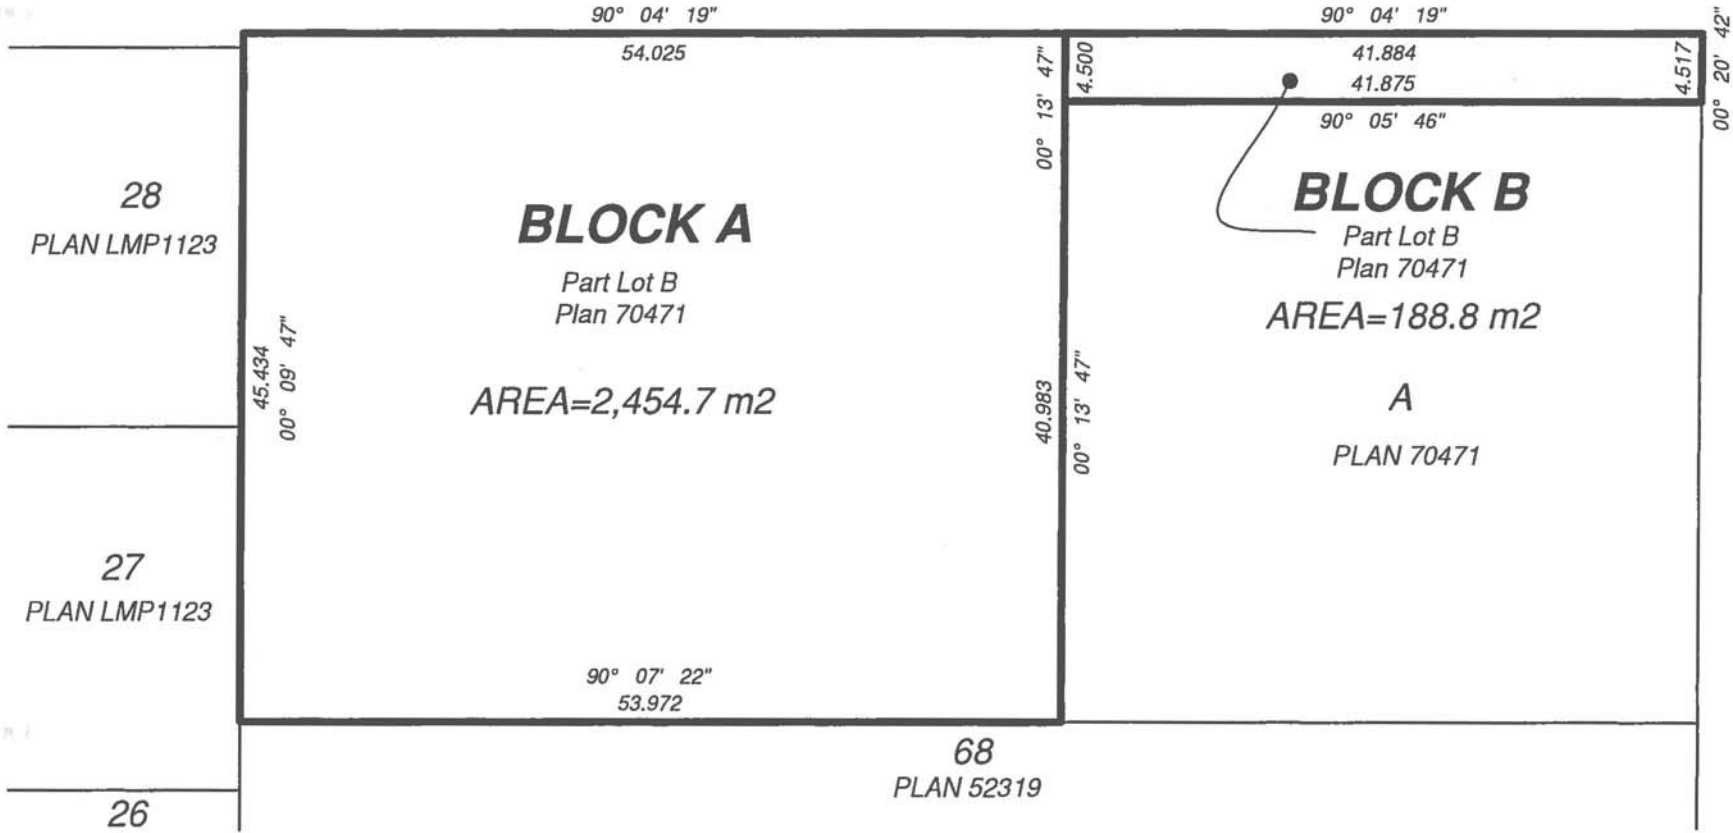 90° 04' 19"
90° 04' 19"
54.025
41.884
41.875
90° 05' 46"
00° 13' 47"
4.500
4.517
00° 20' 42"
28
PLAN LMP1123
BLOCK A
Part Lot B
Plan 70471
AREA=2,454.7 m2
BLOCK B
Part Lot B
Plan 70471
AREA=188.8 m2
45.434
00° 09' 47"
40.983
00° 13' 47"
A
PLAN 70471
27
PLAN LMP1123
90° 07' 22"
53.972
68
PLAN 52319
26